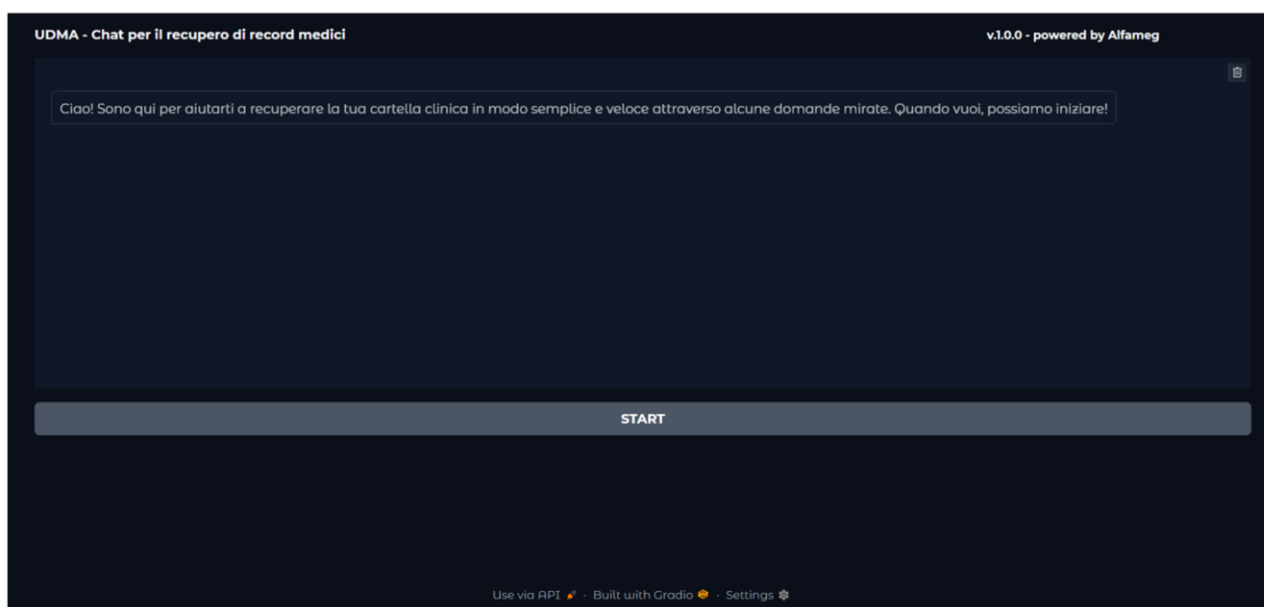 UDMA - Chat per il recupero di record medici
v.1.0.0 - powered by Alfameg
Ciao! Sono qui per aiutarti a recuperare la tua cartella clinica in modo semplice e veloce attraverso alcune domande mirate. Quando vuoi, possiamo iniziare!
START
Use via API · Built with Gradio · Settings